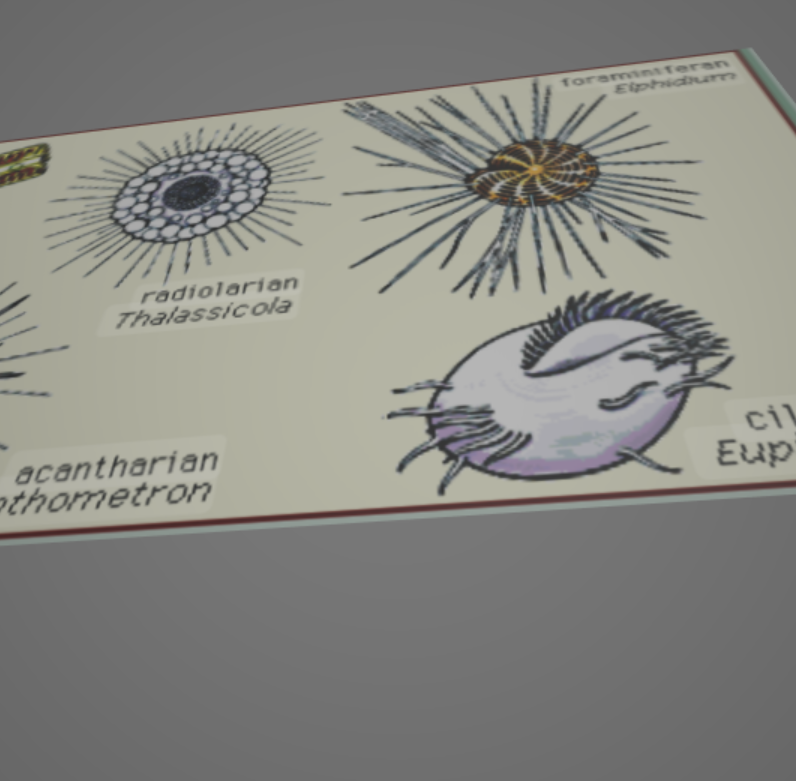 foraminiferan
Elphidium
radiolarian
Thalassicola
acantharian
nthometron
cil
Eup